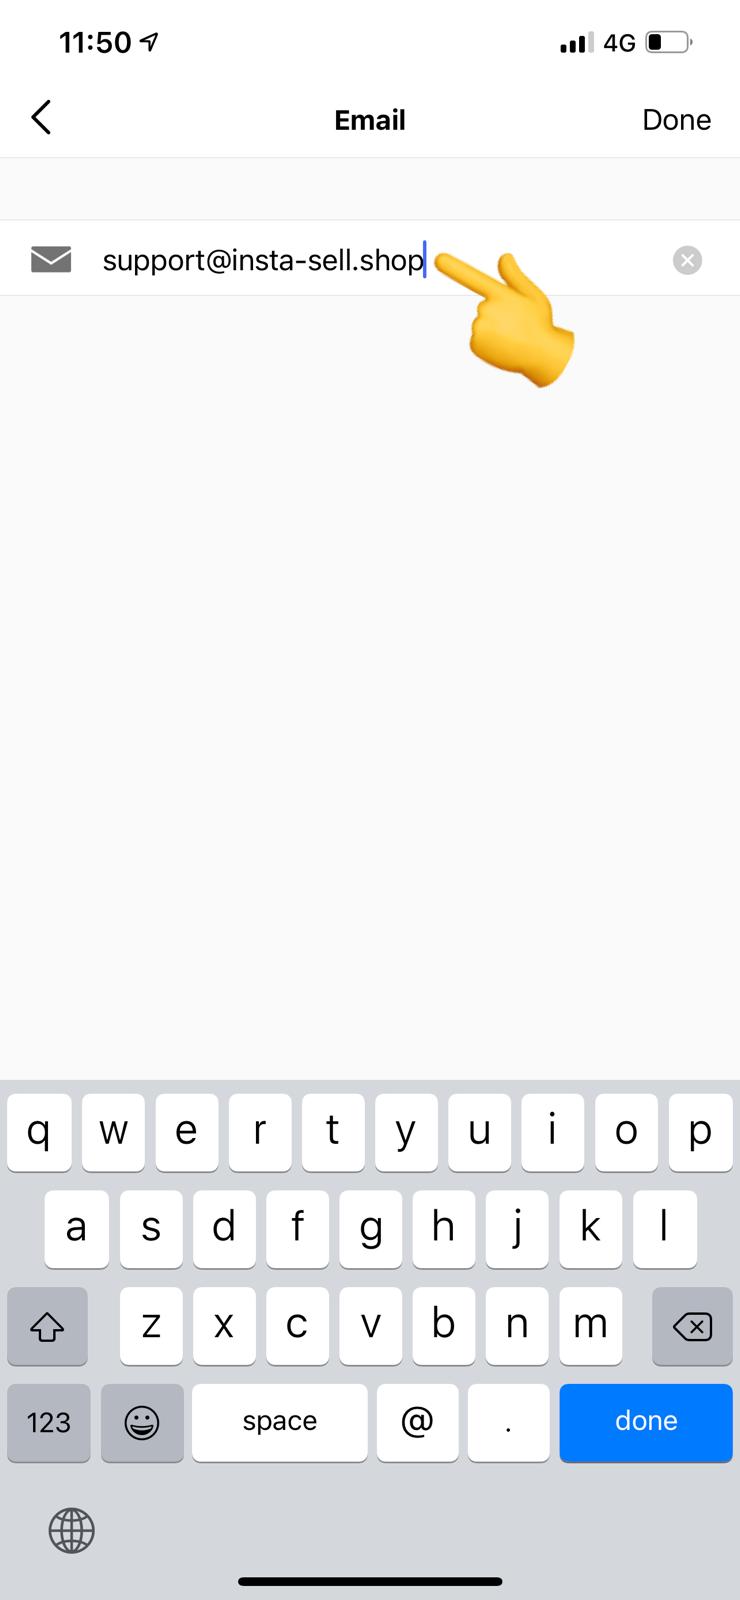 11:50 4G
Email Done
support@insta-sell.shop
q w e r t y u i o p
a s d f g h j k l
z x c v b n m
123 space @ . done